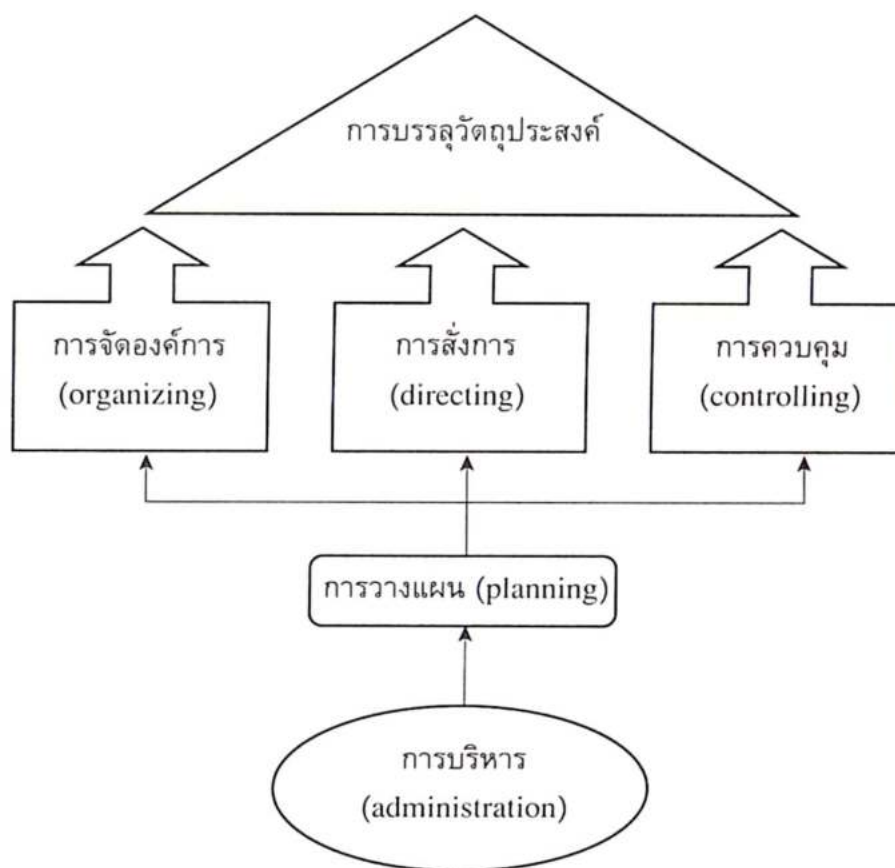 การบรรลุวัตถุประสงค์
การจัดองค์การ
(organizing)
การสั่งการ
(directing)
การควบคุม
(controlling)
การวางแผน (planning)
การบริหาร
(administration)